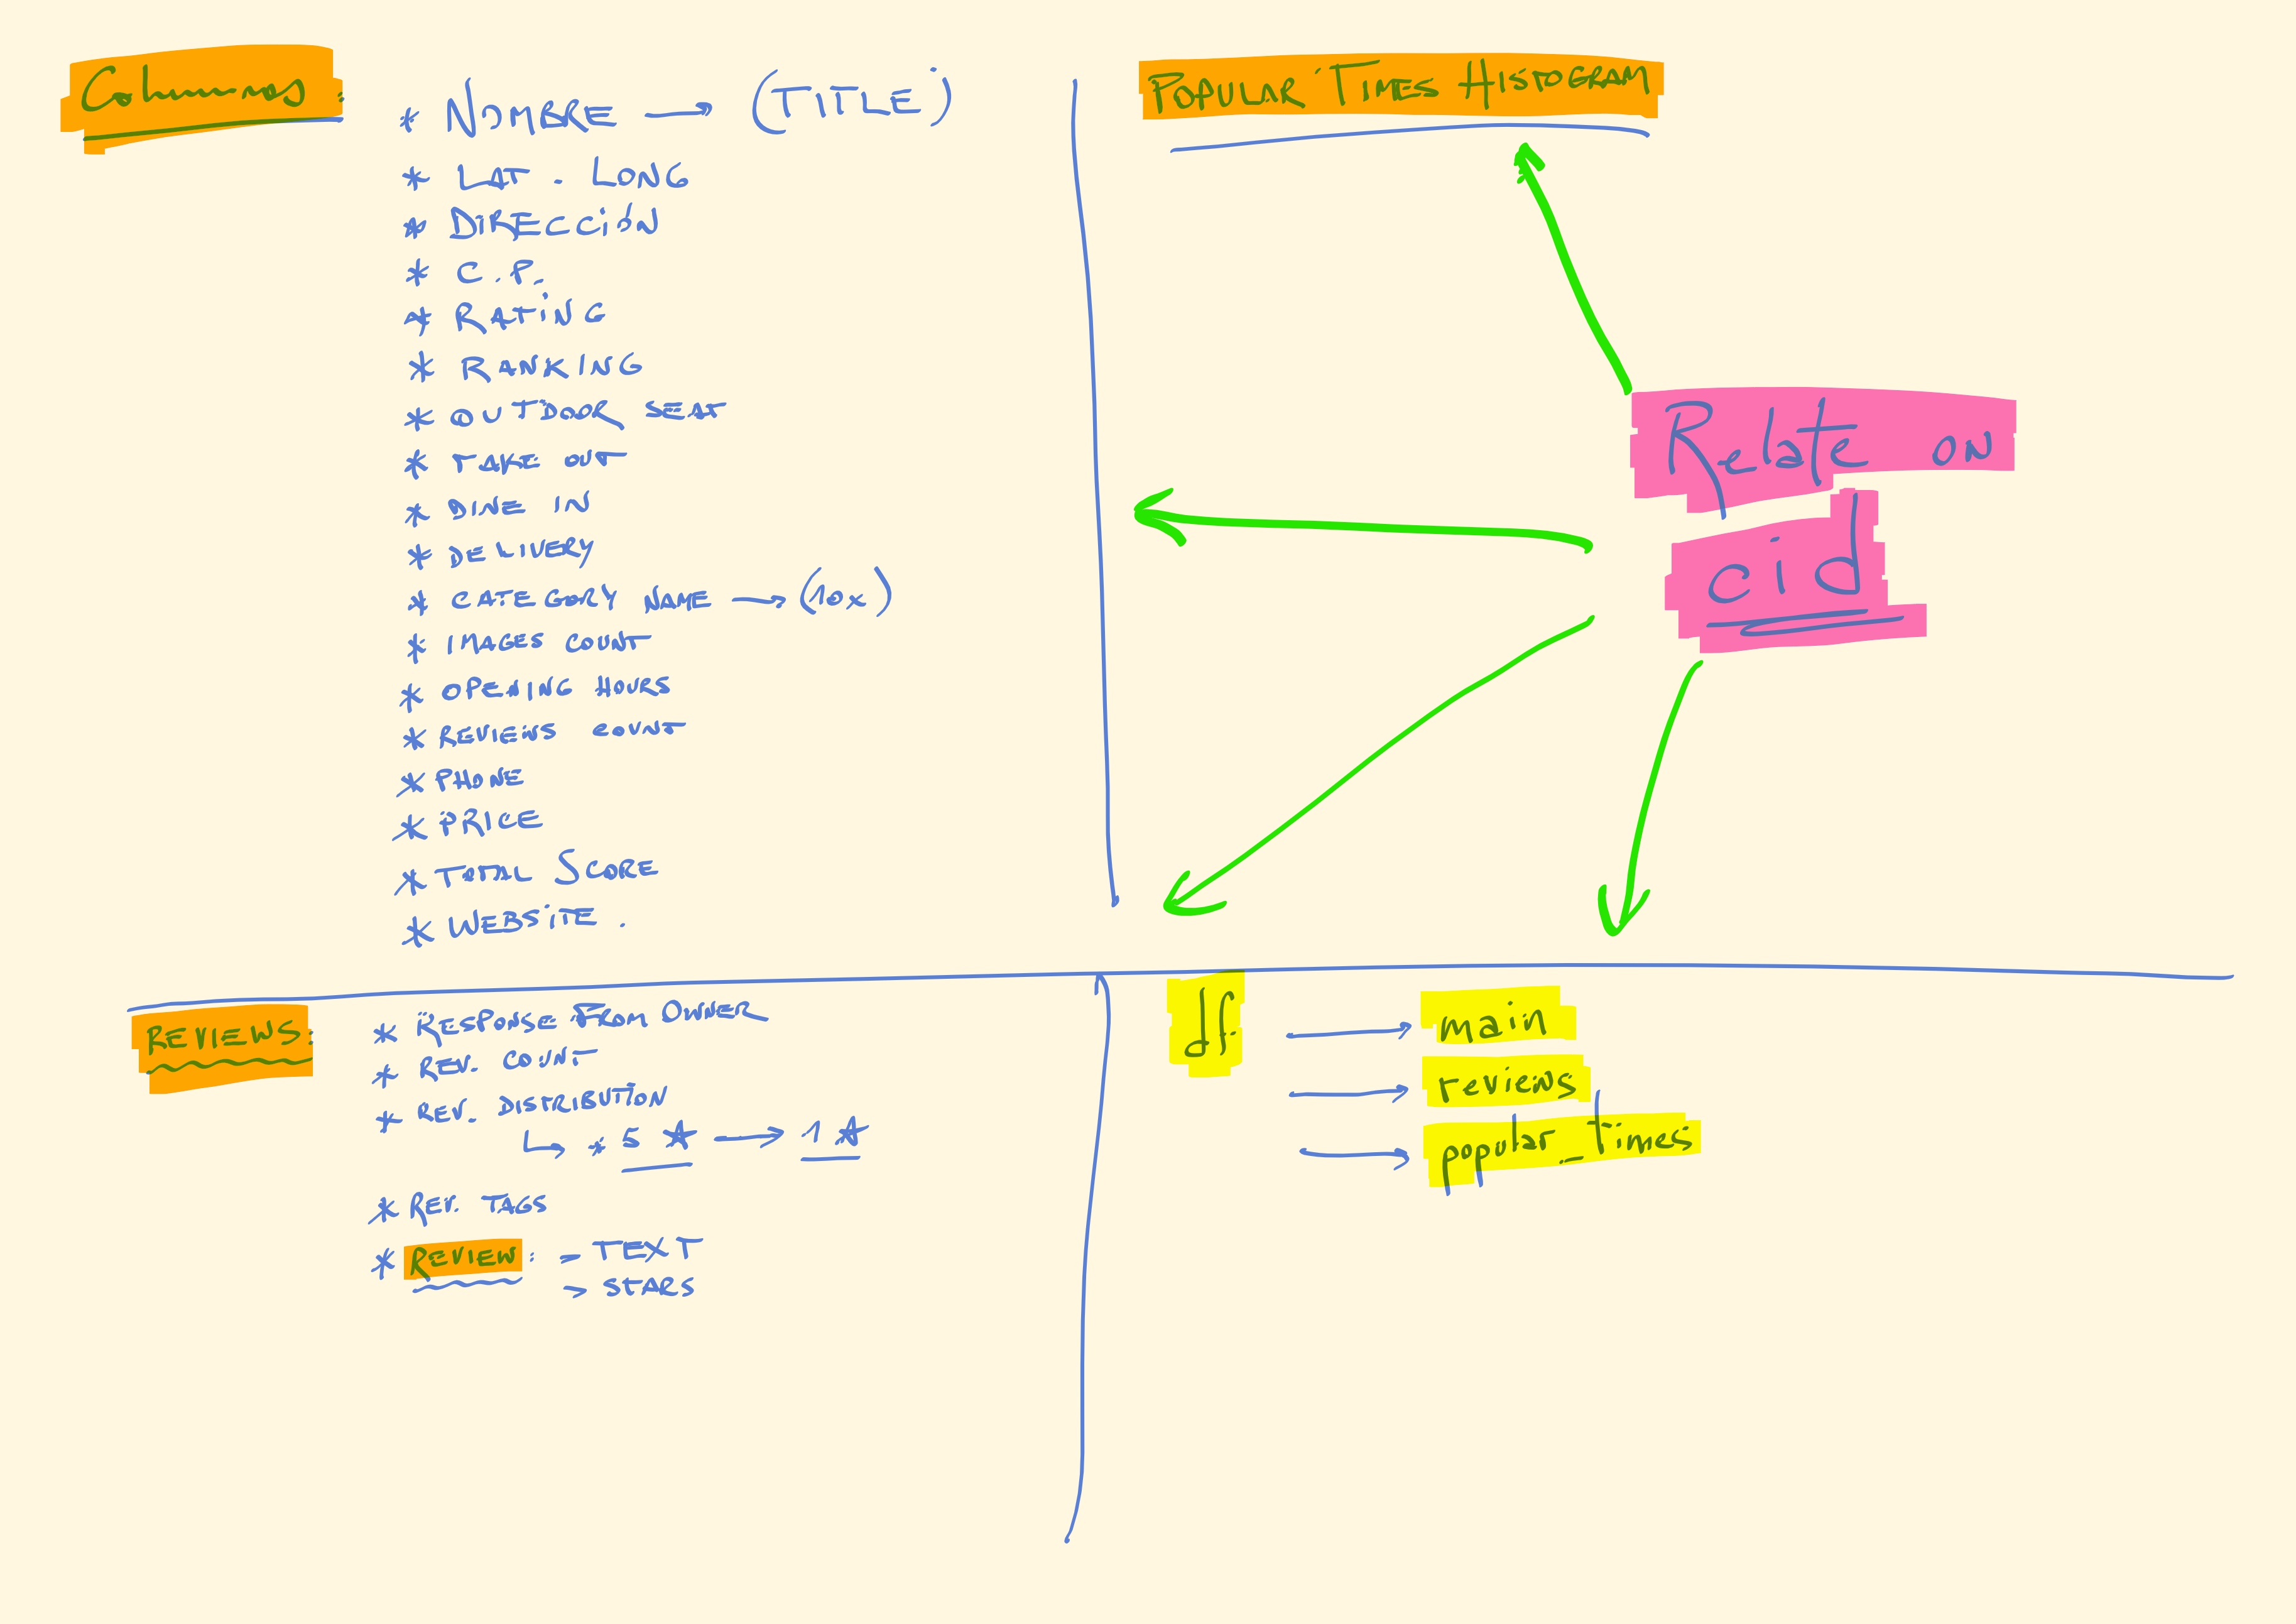 Columns:
* NOMBRE → (TITLE)
* LAT. LONG
* DIRECCIÓN
* C.P.
* RATING
* RANKING
* OUTDOOR SEAT
* TAKE OUT
* DINE IN
* DELIVERY
* CATEGORY NAME → (10x)
* IMAGES COUNT
* OPENING HOURS
* REVIEWS COUNT
* PHONE
* PRICE
* TOTAL SCORE
* WEBSITE.
POPULAR TIMES HISTOGRAM
Relate on
cid
REVIEWS:
* RESPONSE FROM OWNER
* REV. COUNT
* REV. DISTRIBUTION
↳ * 5 ★ → 1 ★
* REV. TAGS
* REVIEW: - TEXT
> STARS
df
→ main
→ reviews
→ popular_times